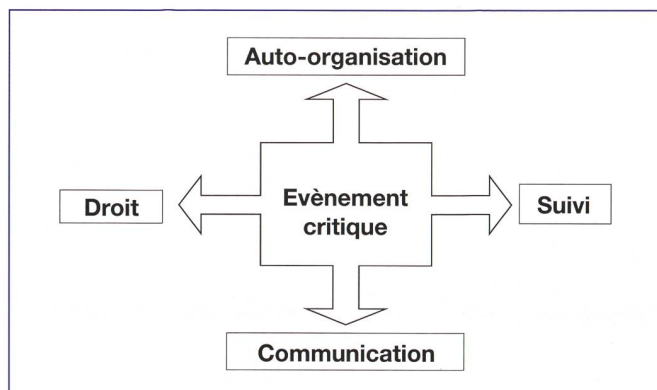 Auto-organisation
Droit
Evènement
critique
Suivi
Communication